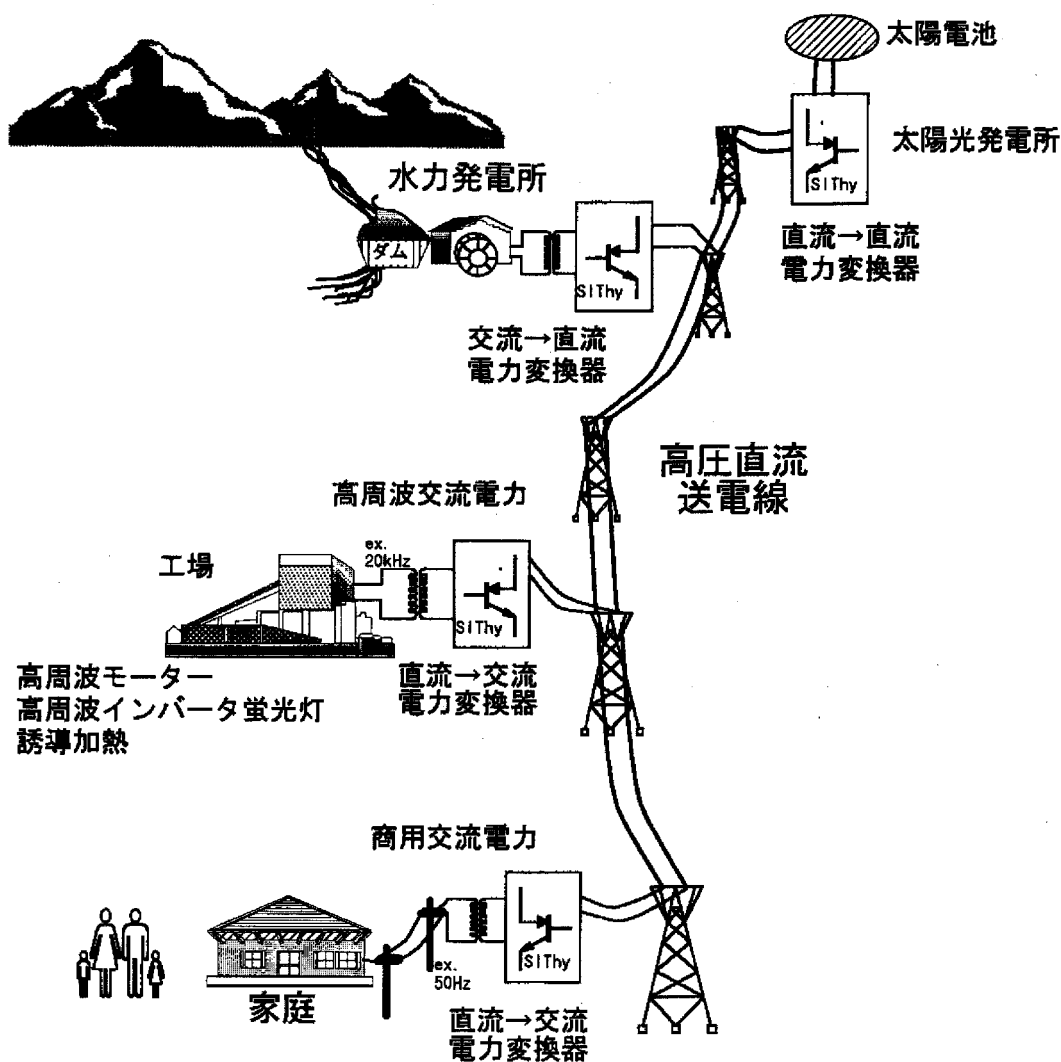 太陽電池
太陽光発電所
SIThy
直流→直流
電力変換器
水力発電所
ダム
SIThy
交流→直流
電力変換器
高圧直流
送電線
高周波交流電力
ex.
20kHz
工場
SIThy
直流→交流
電力変換器
高周波モーター
高周波インバータ蛍光灯
誘導加熱
商用交流電力
SIThy
ex.
50Hz
家庭
直流→交流
電力変換器